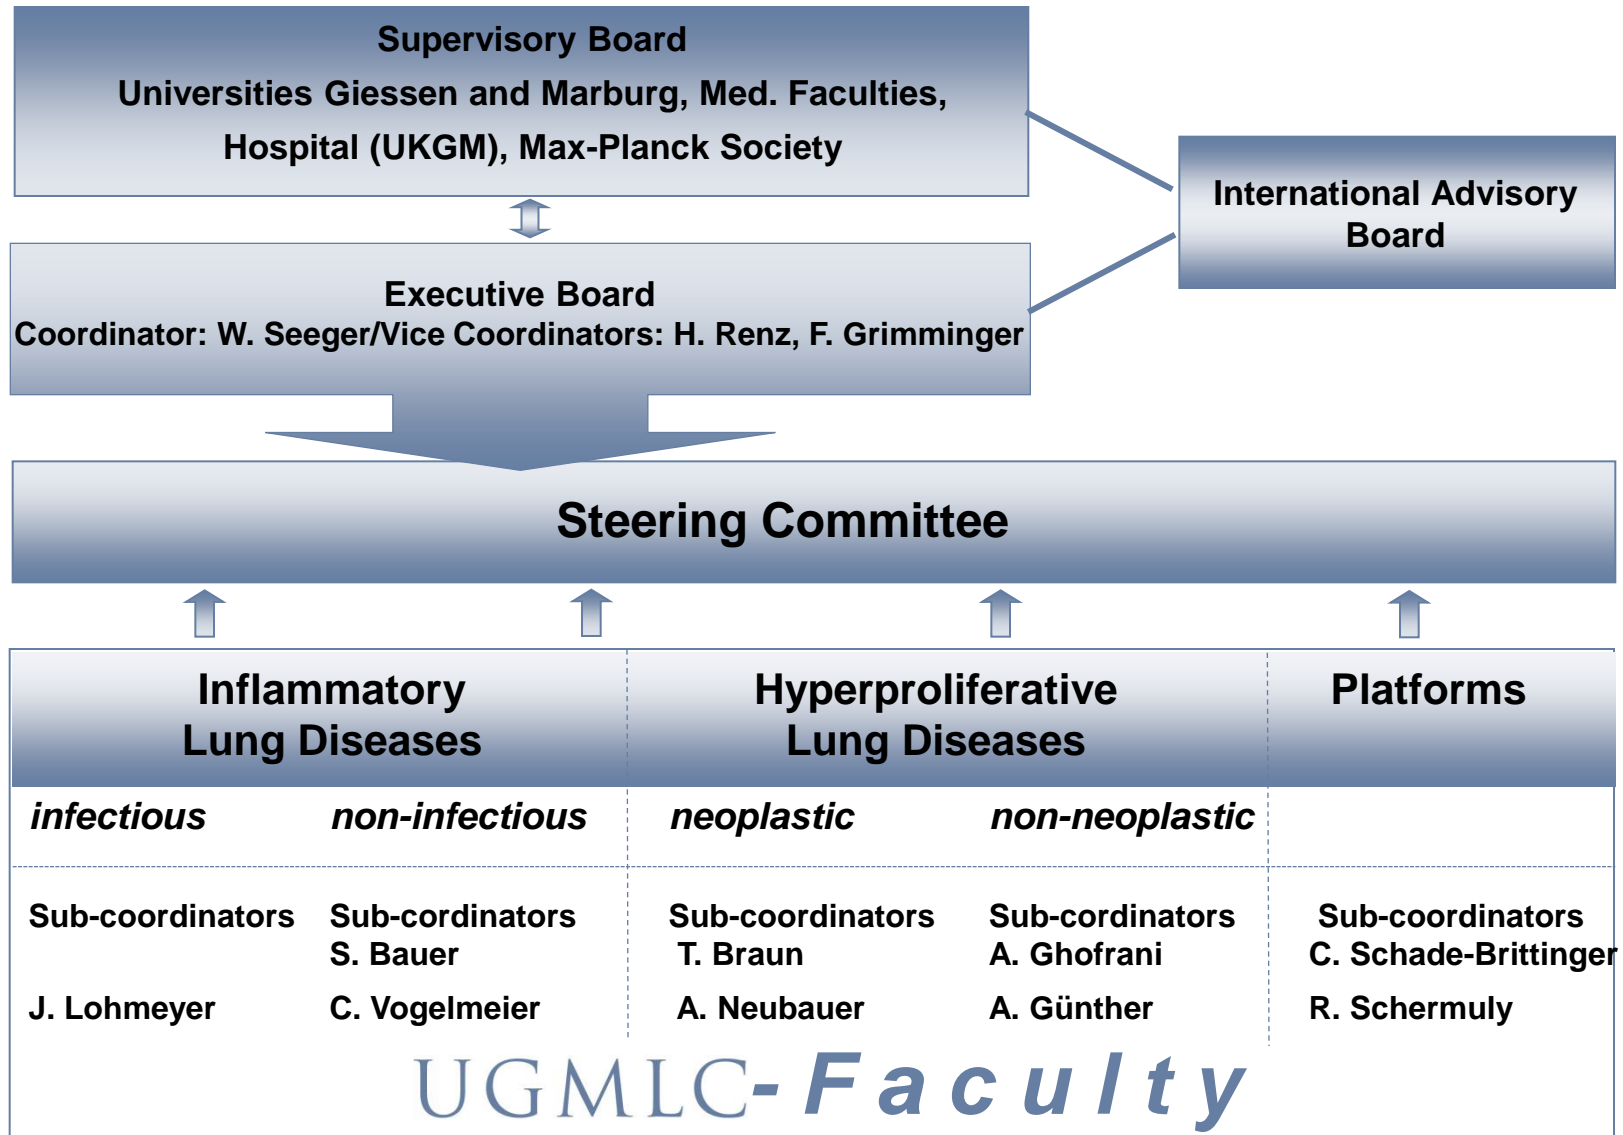 Supervisory Board
Universities Giessen and Marburg, Med. Faculties,
Hospital (UKGM), Max-Planck Society
International Advisory
Board
Executive Board
Coordinator: W. Seeger/Vice Coordinators: H. Renz, F. Grimminger
Steering Committee
Inflammatory
Lung Diseases
Hyperproliferative
Lung Diseases
Platforms
infectious
non-infectious
neoplastic
non-neoplastic
Sub-coordinators
J. Lohmeyer
Sub-cordinators
S. Bauer
C. Vogelmeier
Sub-coordinators
T. Braun
A. Neubauer
Sub-cordinators
A. Ghofrani
A. Günther
Sub-coordinators
C. Schade-Brittinger
R. Schermuly
UGMLC-Faculty